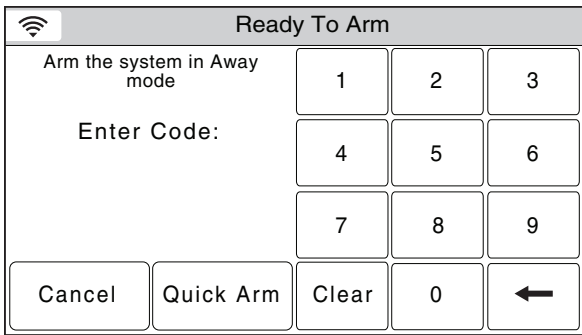 Ready To Arm
Arm the system in Away
mode
Enter Code:
1 2 3
4 5 6
7 8 9
Cancel Quick Arm Clear 0